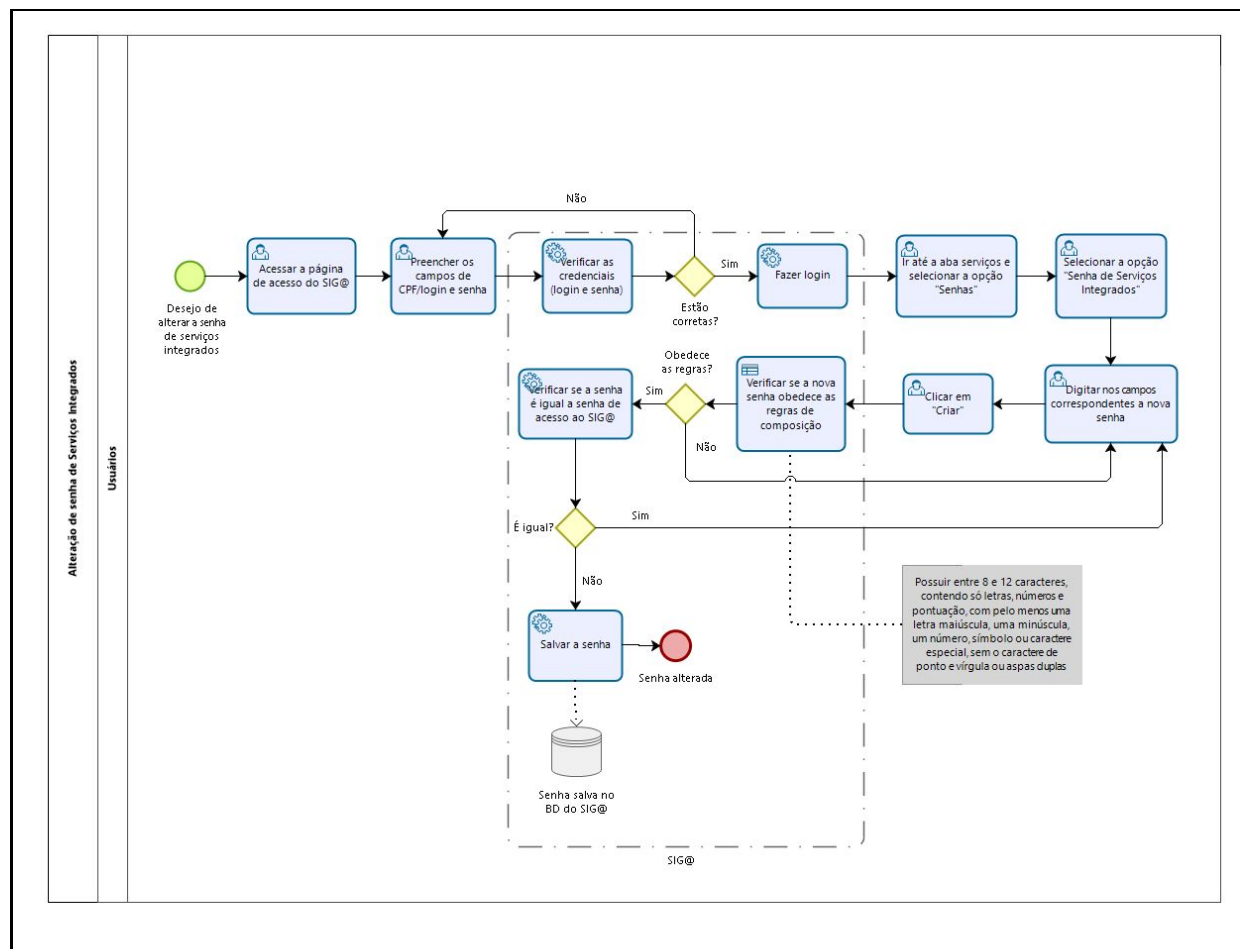 Alteração de senha de Serviços Integrados
Usuários
Desejo de
alterar a senha
de serviços
integrados
Acessar a página
de acesso do SIG@
Preencher os
campos de
CPF/login e senha
Não
Verificar as
credenciais
(login e senha)
Estão
corretas?
Sim
Fazer login
Ir até a aba serviços e
selecionar a opção
"Senhas"
Selecionar a opção
"Senha de Serviços
Integrados"
Digitar nos campos
correspondentes a nova
senha
Clicar em
"Criar"
Verificar se a nova
senha obedece as
regras de
composição
Obedece
as regras?
Sim
Não
Verificar se a senha
é igual a senha de
acesso ao SIG@
É igual?
Sim
Não
Possuir entre 8 e 12 caracteres,
contendo só letras, números e
pontuação, com pelo menos uma
letra maiúscula, uma minúscula,
um número, símbolo ou caractere
especial, sem o caractere de
ponto e vírgula ou aspas duplas
Salvar a senha
Senha alterada
Senha salva no
BD do SIG@
SIG@